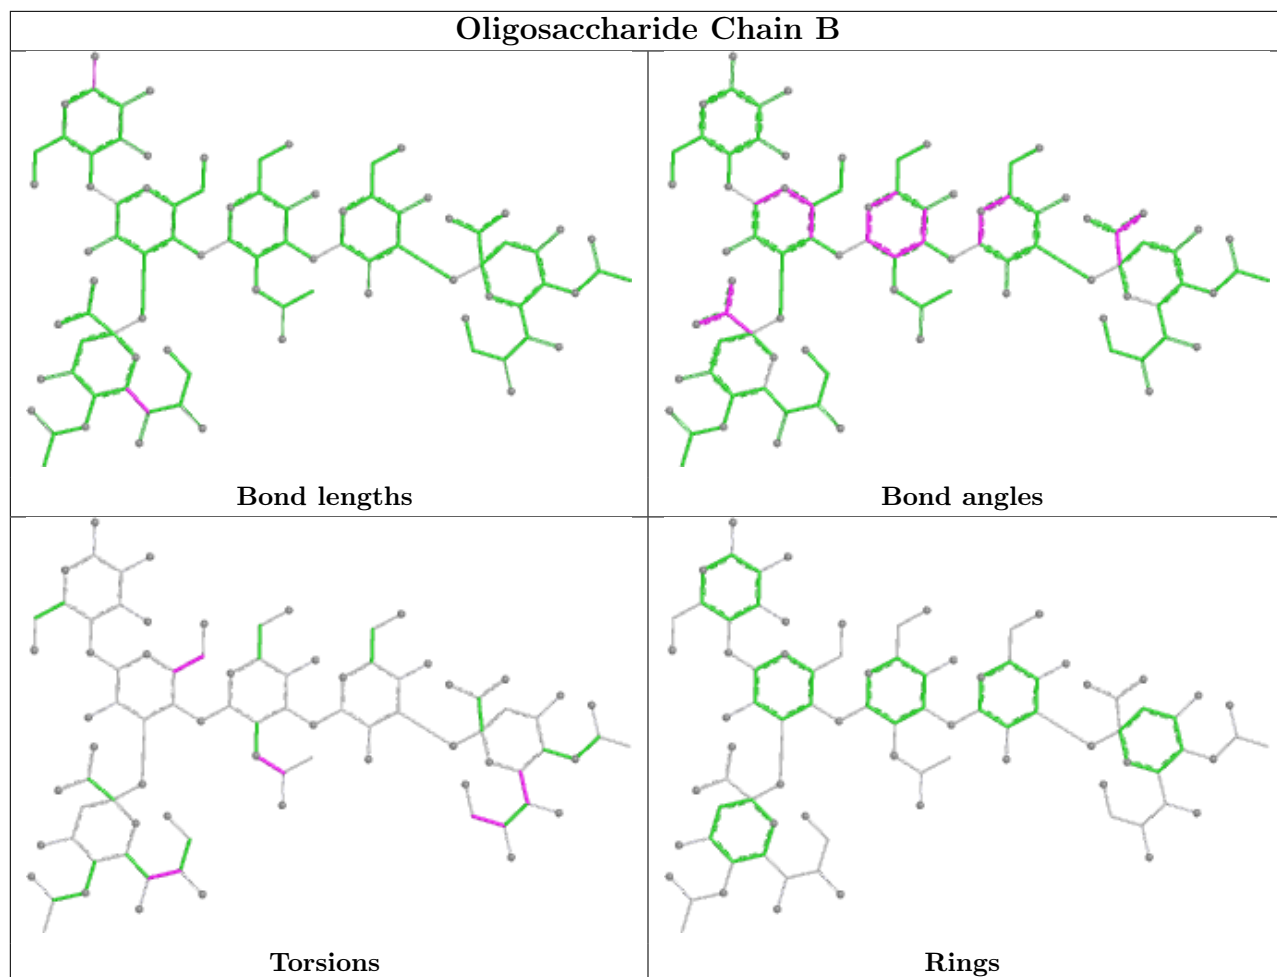 Oligosaccharide Chain B
Bond lengths
Bond angles
Torsions
Rings